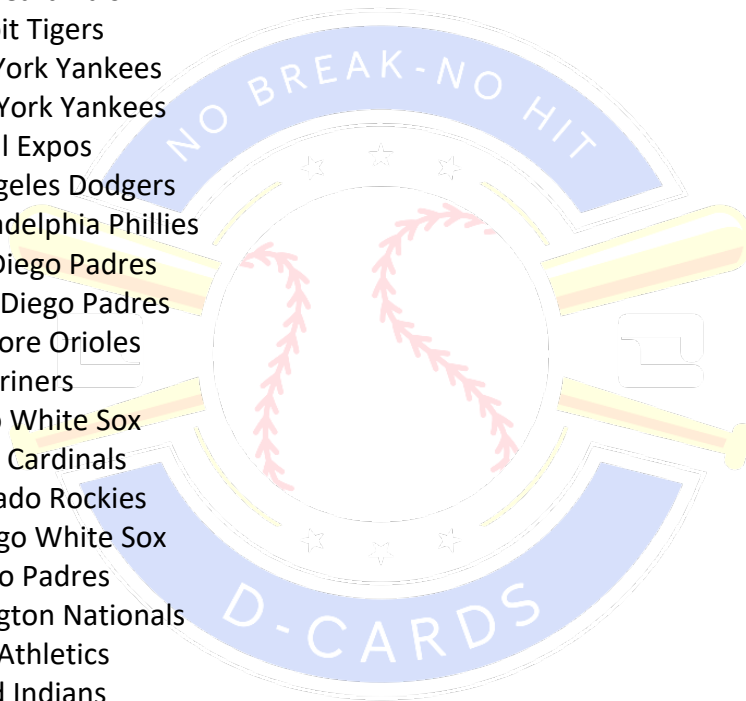 it Tigers
York Yankees
York Yankees
l Expos
geles Dodgers
adelphia Phillies
Diego Padres
Diego Padres
ore Orioles
riners
White Sox
Cardinals
ado Rockies
go White Sox
o Padres
gton Nationals
Athletics
d Indians
NO BREAK-NO HIT
D-CARDS